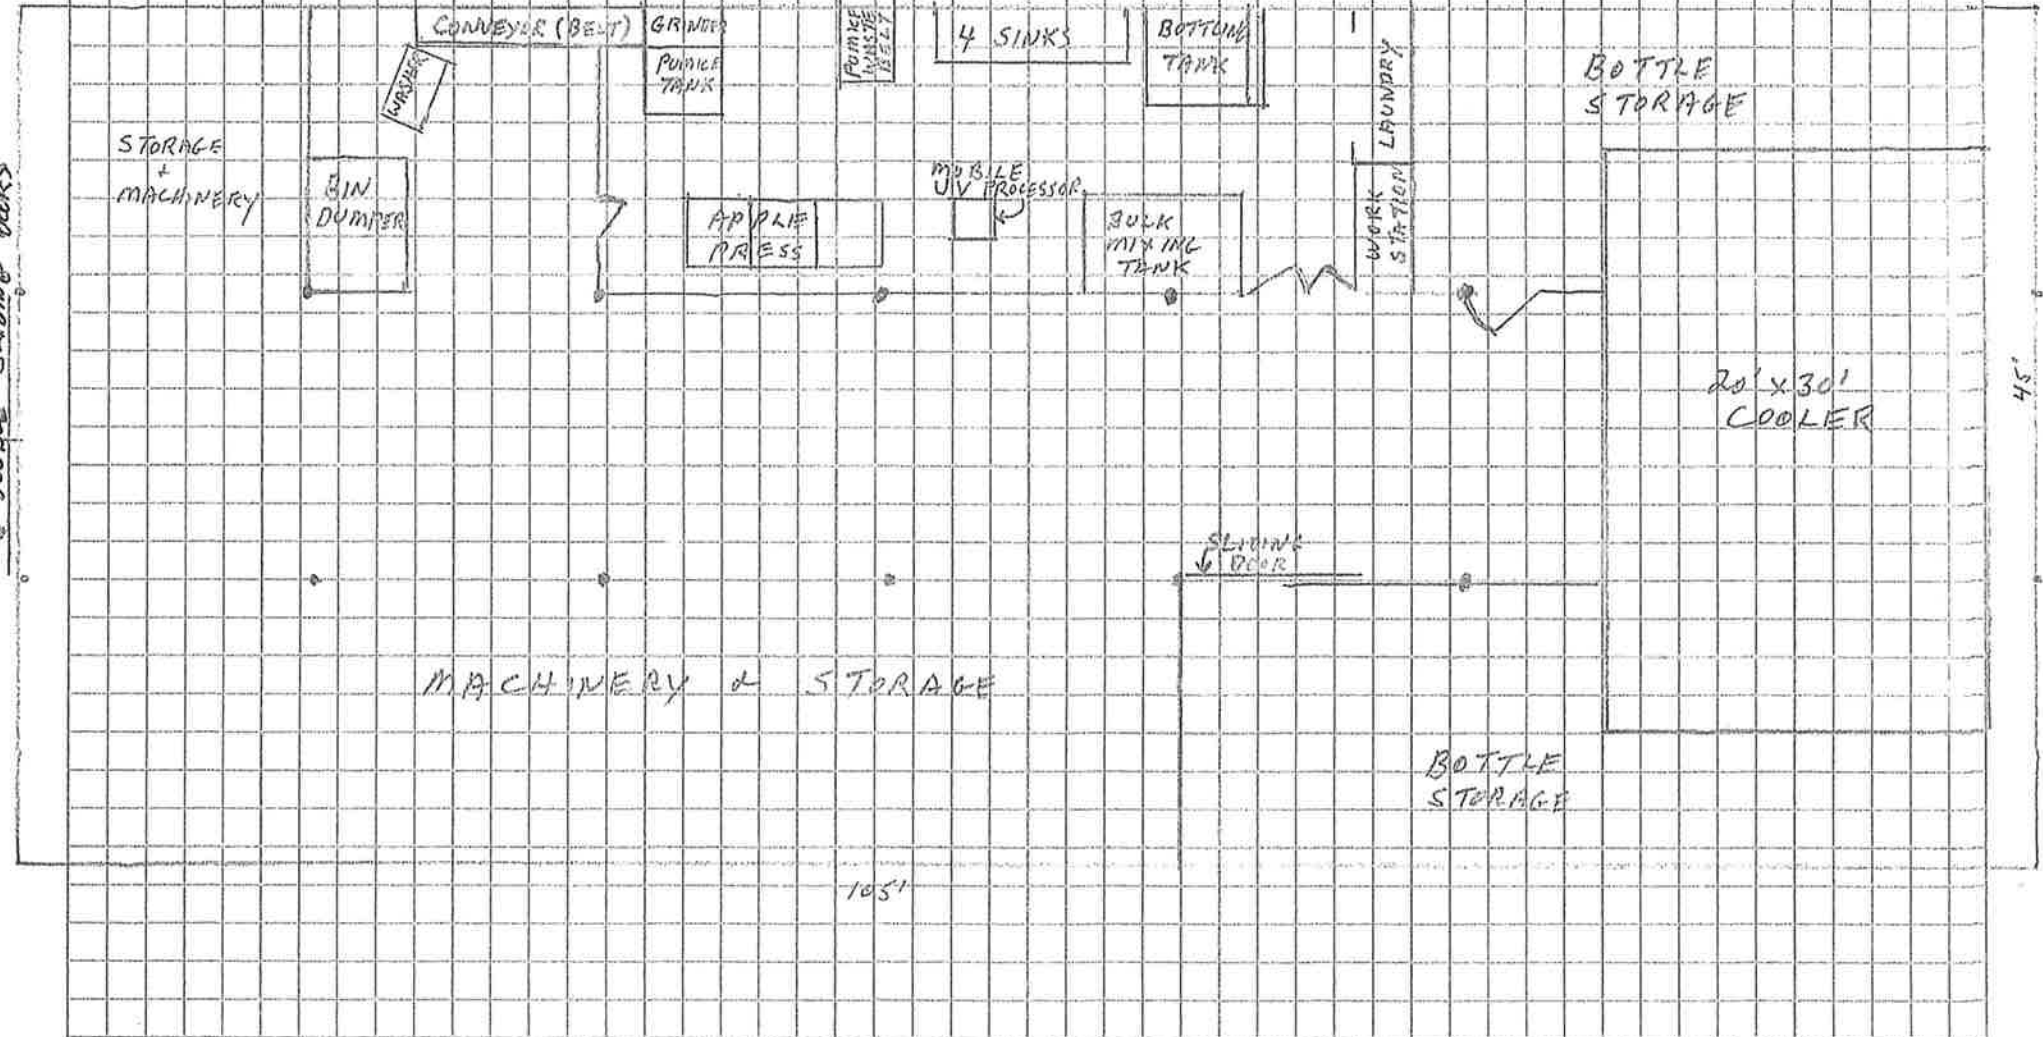 CONVEYOR (BELT)
GRINDER
PUMICE
WASTE
BELT
4 SINKS
BOTTLING
TANK
WASHER
PUMICE
TANK
LAUNDRY
BOTTLE
STORAGE
STORAGE
+
MACHINERY
BIN
DUMPER
APPLE
PRESS
MOBILE
UV PROCESSOR
BULK
MIXING
TANK
WORK
STATION
20' x 30'
COOLER
45'
SLIDING
DOOR
MACHINERY & STORAGE
BOTTLE
STORAGE
105'